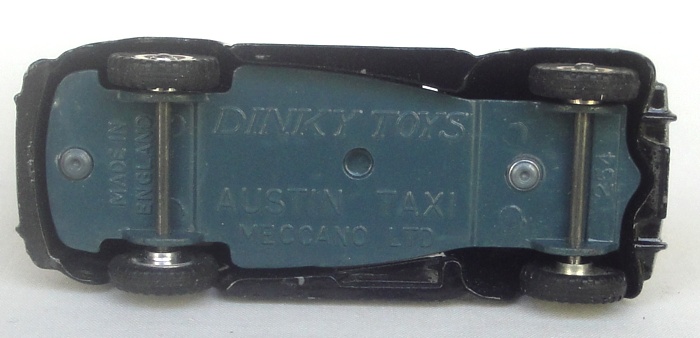 MADE IN
ENGLAND
DINKY TOYS
AUSTIN TAXI
MECCANO LTD
254